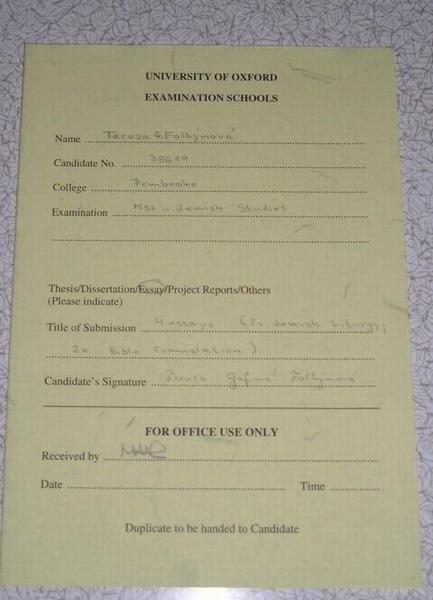 UNIVERSITY OF OXFORD
EXAMINATION SCHOOLS
Name Tereza G. Folbýnová
Candidate No. 38619
College Pembroke
Examination MSt in Jewish Studies
Thesis/Dissertation/Essay/Project Reports/Others
(Please indicate)
Title of Submission 4 essays (2x Jewish Liturgy;
2x Bible Translation)
Candidate's Signature
FOR OFFICE USE ONLY
Received by
Date Time
Duplicate to be handed to Candidate